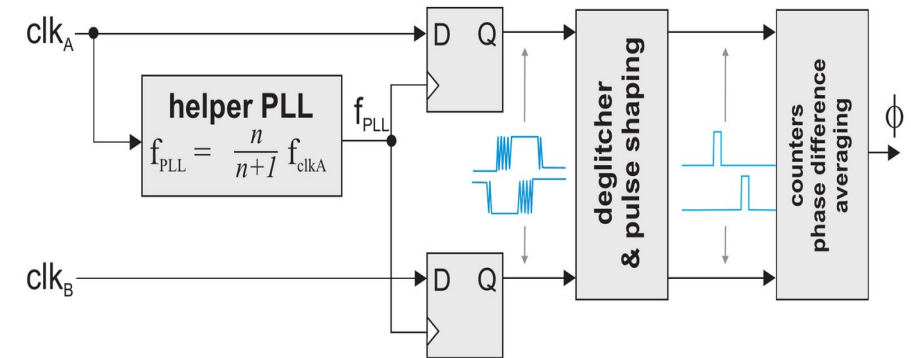 clkA
helper PLL
fPLL = n/n+1 fclkA
fPLL
D Q
deglitcher
& pulse shaping
counters
phase difference
averaging
ϕ
clkB
D Q